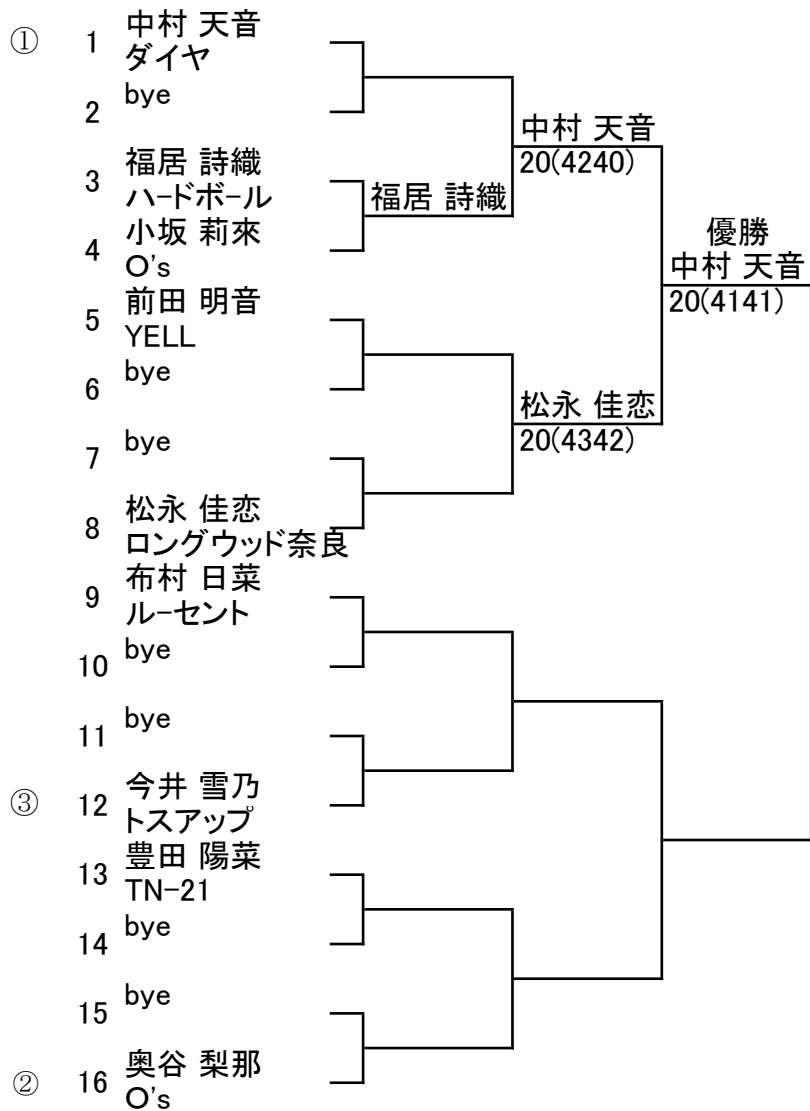 ① 1 中村 天音
ダイヤ
2 bye
3 福居 詩織
ハードボール
4 小坂 莉來
O's
5 前田 明音
YELL
6 bye
7 bye
8 松永 佳恋
ロングウッド奈良
9 布村 日菜
ルーセント
10 bye
11 bye
③ 12 今井 雪乃
トスアップ
13 豊田 陽菜
TN-21
14 bye
15 bye
② 16 奥谷 梨那
O's
福居 詩織
中村 天音
20(4240)
松永 佳恋
20(4342)
優勝
中村 天音
20(4141)